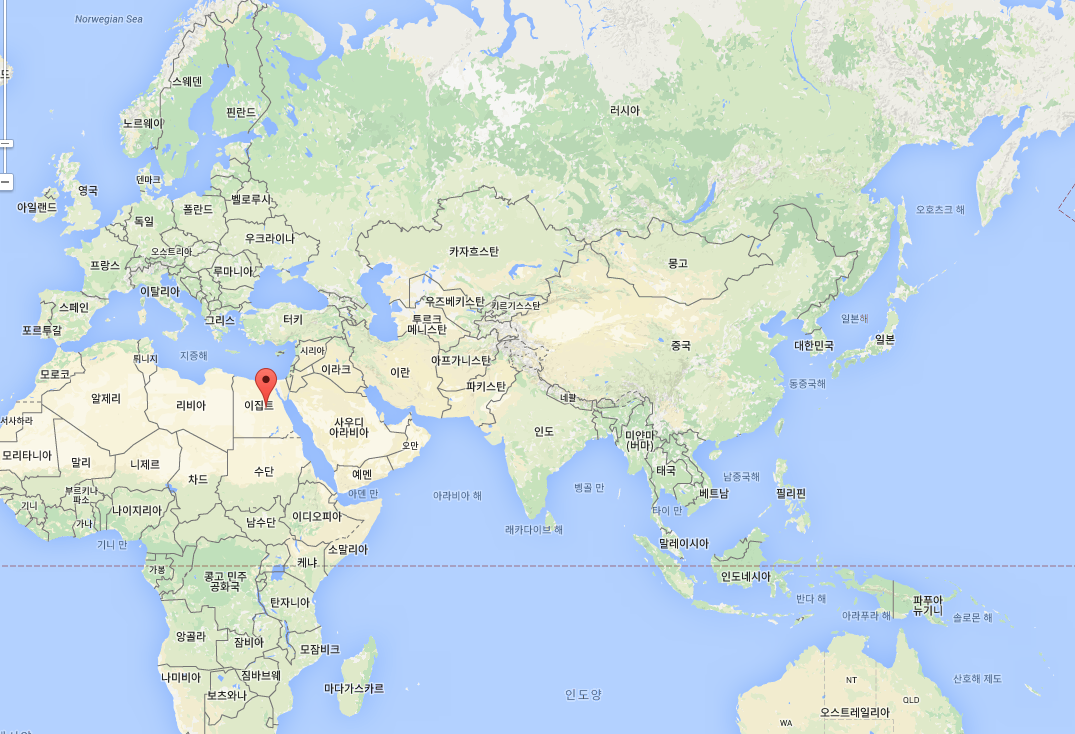 Norwegian Sea
스웨덴
핀란드
러시아
노르웨이
덴마크
영국
아일랜드
벨로루시
폴란드
오호츠크 해
독일
우크라이나
오스트리아
카자흐스탄
프랑스
몽고
루마니아
이탈리아
우즈베키스탄
키르기스스탄
스페인
투르크
메니스탄
그리스
터키
일본해
포르투갈
일본
대한민국
중국
시리아
튀니지
지중해
아프가니스탄
이라크
이란
모로코
동중국해
파키스탄
알제리
네팔
리비아
이집트
서사하라
사우디
아라비아
인도
미얀마
(버마)
오만
모리타니아
말리
니제르
수단
태국
예멘
차드
남중국해
부르키나
파소
아덴 만
아라비아 해
벵골 만
베트남
필리핀
기니
나이지리아
타이 만
이디오피아
가나
남수단
래카다이브 해
기니 만
말레이시아
소말리아
케냐
가봉
콩고 민주
공화국
인도네시아
탄자니아
반다 해
파푸아
뉴기니
아라푸라 해
솔로몬 해
앙골라
잠비아
모잠비크
나미비아
짐바브웨
산호해 제도
NT
마다가스카르
보츠와나
인도양
QLD
오스트레일리아
WA